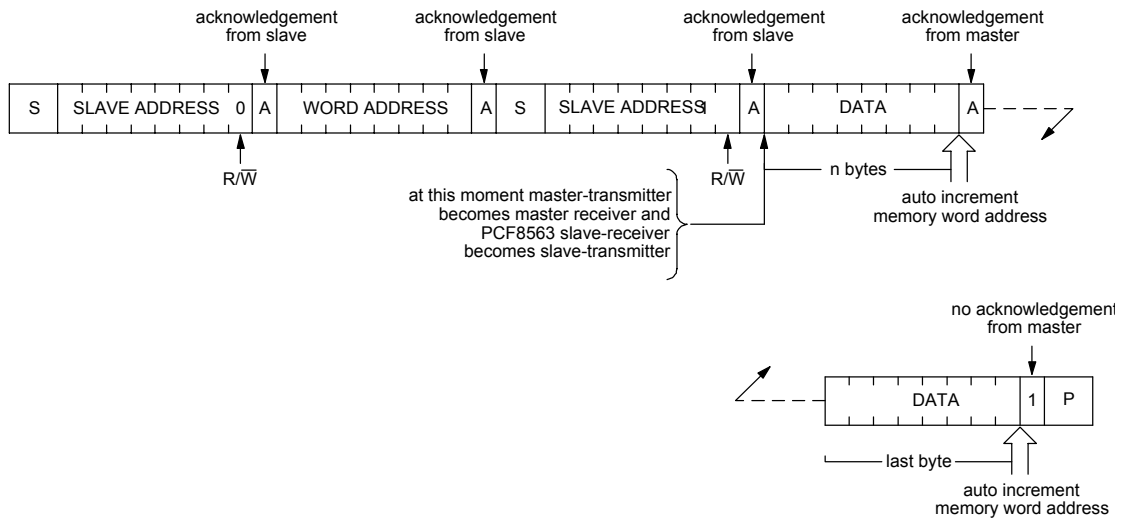 acknowledgement
from slave
acknowledgement
from slave
acknowledgement
from slave
acknowledgement
from master
S SLAVE ADDRESS 0 A WORD ADDRESS A S SLAVE ADDRESS 1 A DATA A
R/W̅
R/W̅
n bytes
at this moment master-transmitter
becomes master receiver and
PCF8563 slave-receiver
becomes slave-transmitter
auto increment
memory word address
no acknowledgement
from master
DATA 1 P
last byte
auto increment
memory word address